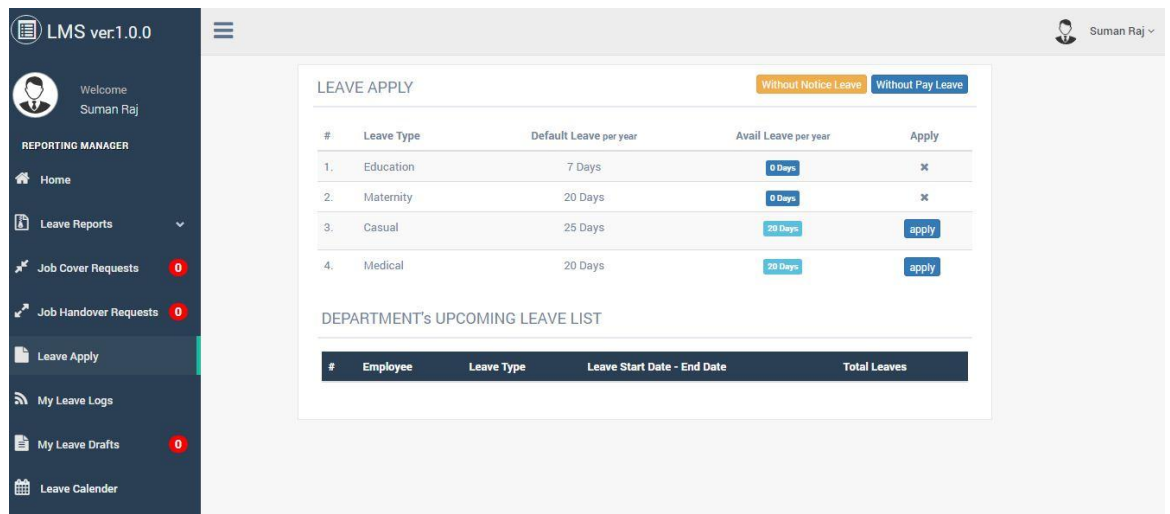 LMS ver.1.0.0
Suman Raj
Welcome
Suman Raj
REPORTING MANAGER
Home
Leave Reports
Job Cover Requests 0
Job Handover Requests 0
Leave Apply
My Leave Logs
My Leave Drafts 0
Leave Calender
LEAVE APPLY Without Notice Leave Without Pay Leave
# Leave Type Default Leave per year Avail Leave per year Apply
1. Education 7 Days 0 Days
2. Maternity 20 Days 0 Days
3. Casual 25 Days 20 Days apply
4. Medical 20 Days 20 Days apply
DEPARTMENT's UPCOMING LEAVE LIST
# Employee Leave Type Leave Start Date - End Date Total Leaves